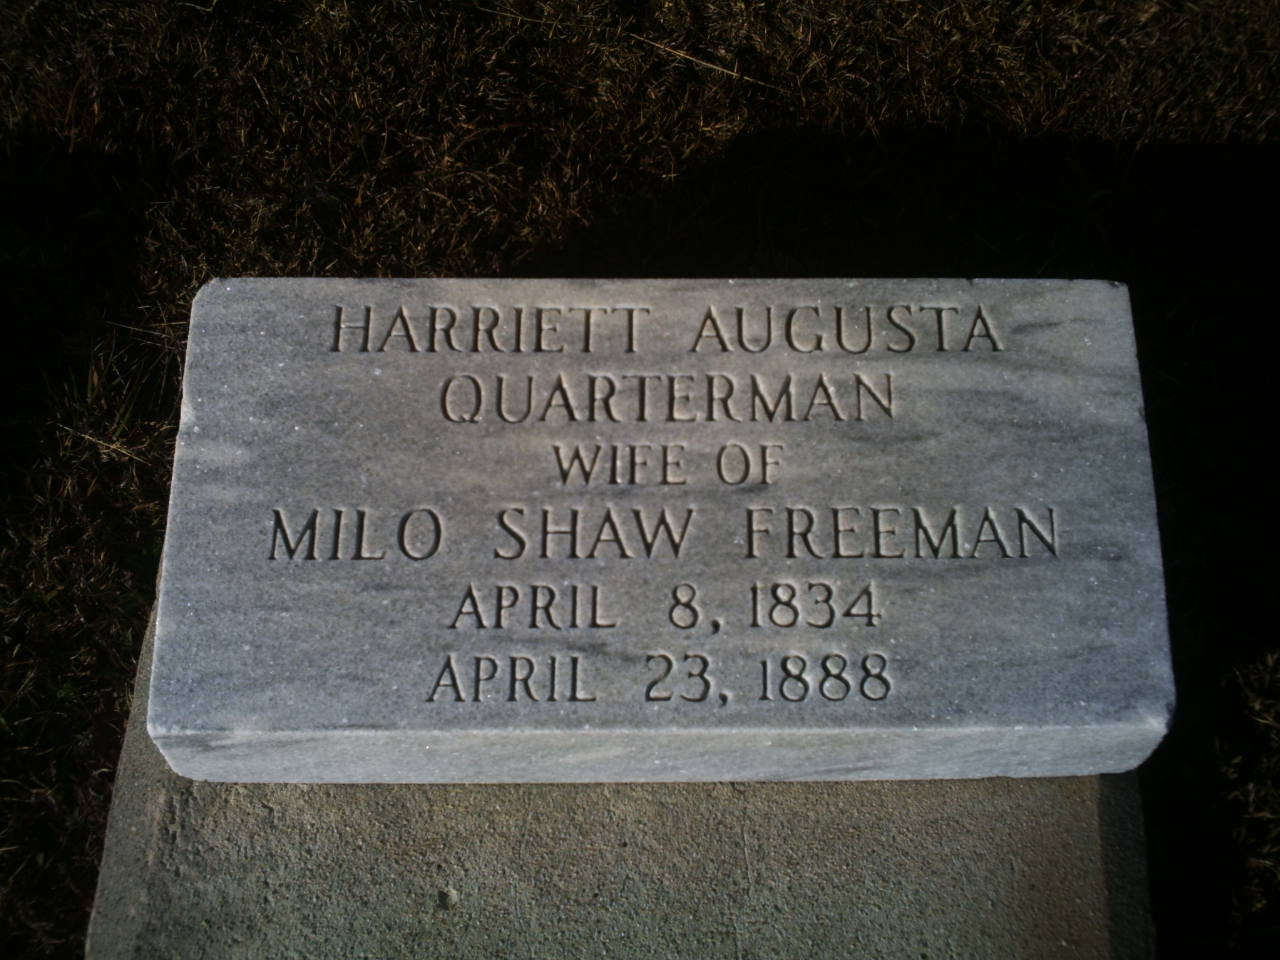 HARRIETT AUGUSTA
QUARTERMAN
WIFE OF
MILO SHAW FREEMAN
APRIL 8, 1834
APRIL 23, 1888